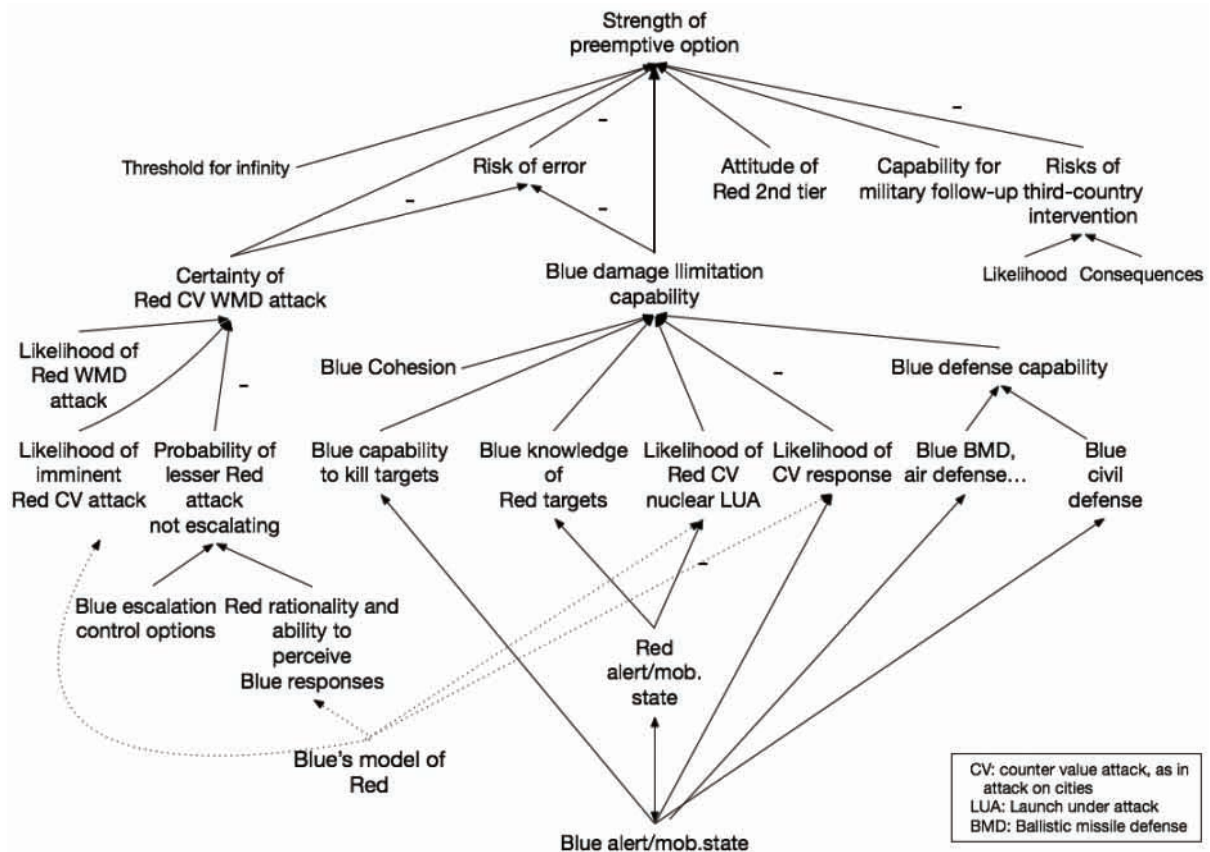 Strength of
preemptive option
–
–
Threshold for infinity
Risk of error
Attitude of
Red 2nd tier
Capability for
military follow-up
Risks of
third-country
intervention
–
–
Certainty of
Red CV WMD attack
Blue damage llimitation
capability
Likelihood
Consequences
Likelihood of
Red WMD
attack
–
Blue Cohesion
–
Blue defense capability
Likelihood of
imminent
Red CV attack
Probability of
lesser Red
attack
not escalating
Blue capability
to kill targets
Blue knowledge
of
Red targets
Likelihood of
Red CV
nuclear LUA
Likelihood of
CV response
Blue BMD,
air defense...
Blue
civil
defense
–
Blue escalation
control options
Red rationality and
ability to
perceive
Blue responses
Red
alert/mob.
state
Blue's model of
Red
Blue alert/mob.state
CV: counter value attack, as in
attack on cities
LUA: Launch under attack
BMD: Ballistic missile defense